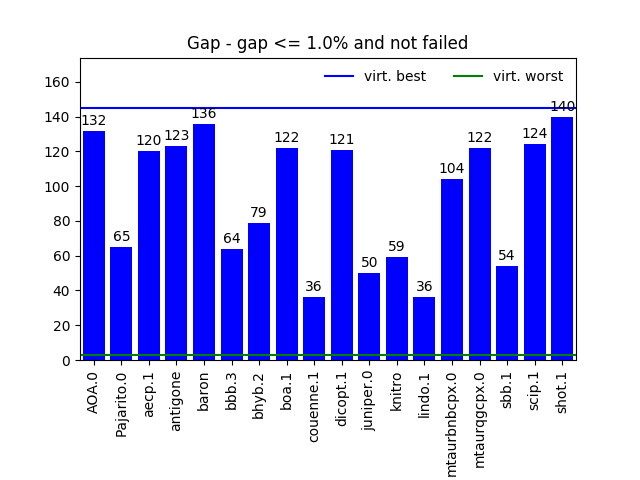 Gap - gap <= 1.0% and not failed
virt. best virt. worst
160
140
120
100
80
60
40
20
0
132
65
120
123
136
64
79
122
36
121
50
59
36
104
122
54
124
140
AOA.0
Pajarito.0
aecp.1
antigone
baron
bbb.3
bhyb.2
boa.1
couenne.1
dicopt.1
juniper.0
knitro
lindo.1
mtaurbnbcpx.0
mtaurqgcpx.0
sbb.1
scip.1
shot.1